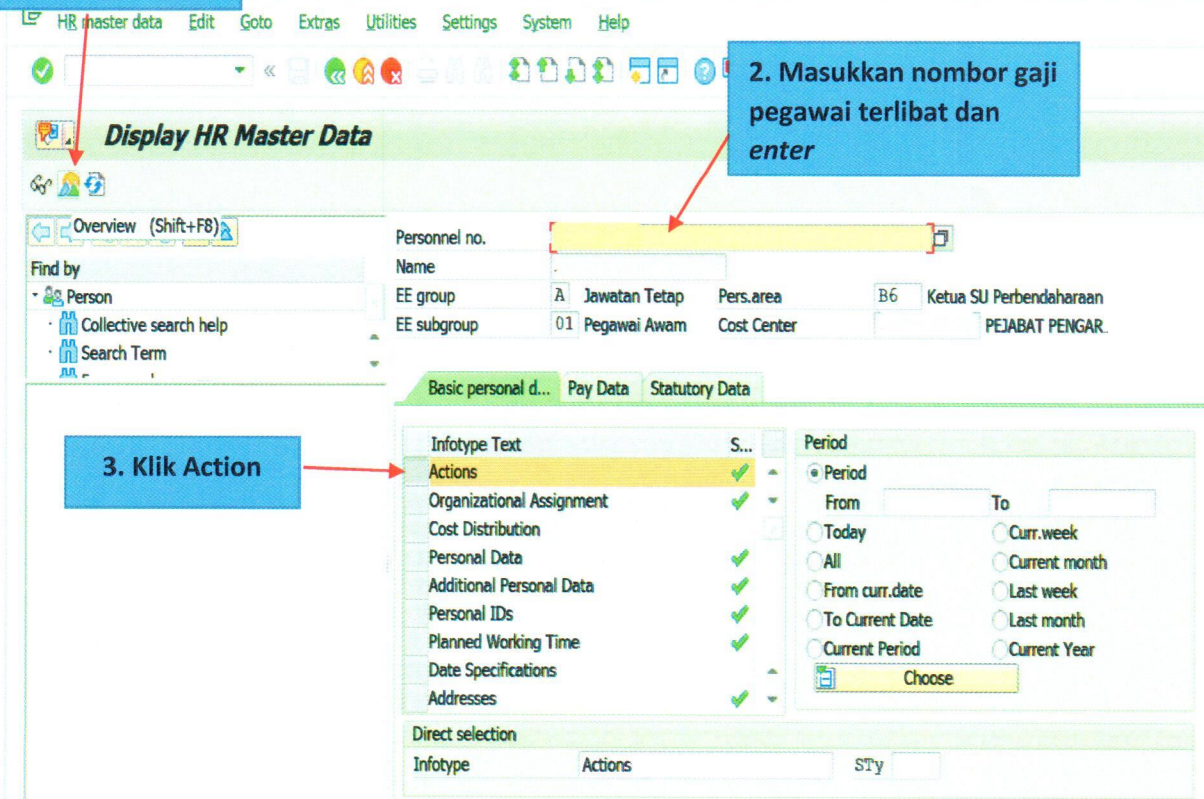 HR master data Edit Goto Extras Utilities Settings System Help
2. Masukkan nombor gaji
pegawai terlibat dan
enter
Display HR Master Data
Overview (Shift+F8)
Find by
Person
Collective search help
Search Term
Personnel no.
Name
EE group A Jawatan Tetap Pers.area B6 Ketua SU Perbendaharaan
EE subgroup 01 Pegawai Awam Cost Center PEJABAT PENGAR..
Basic personal d... Pay Data Statutory Data
3. Klik Action
Infotype Text S...
Actions
Organizational Assignment
Cost Distribution
Personal Data
Additional Personal Data
Personal IDs
Planned Working Time
Date Specifications
Addresses
Period
Period
From To
Today Curr.week
All Current month
From curr.date Last week
To Current Date Last month
Current Period Current Year
Choose
Direct selection
Infotype Actions STy